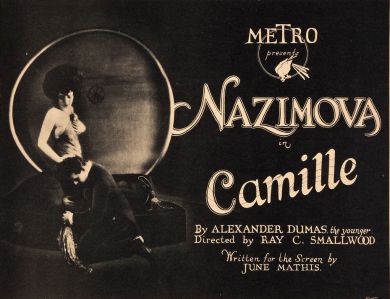 METRO
presents
NAZIMOVA
in
Camille
By ALEXANDER DUMAS, the younger
Directed by RAY C. SMALLWOOD
Written for the Screen by
JUNE MATHIS.